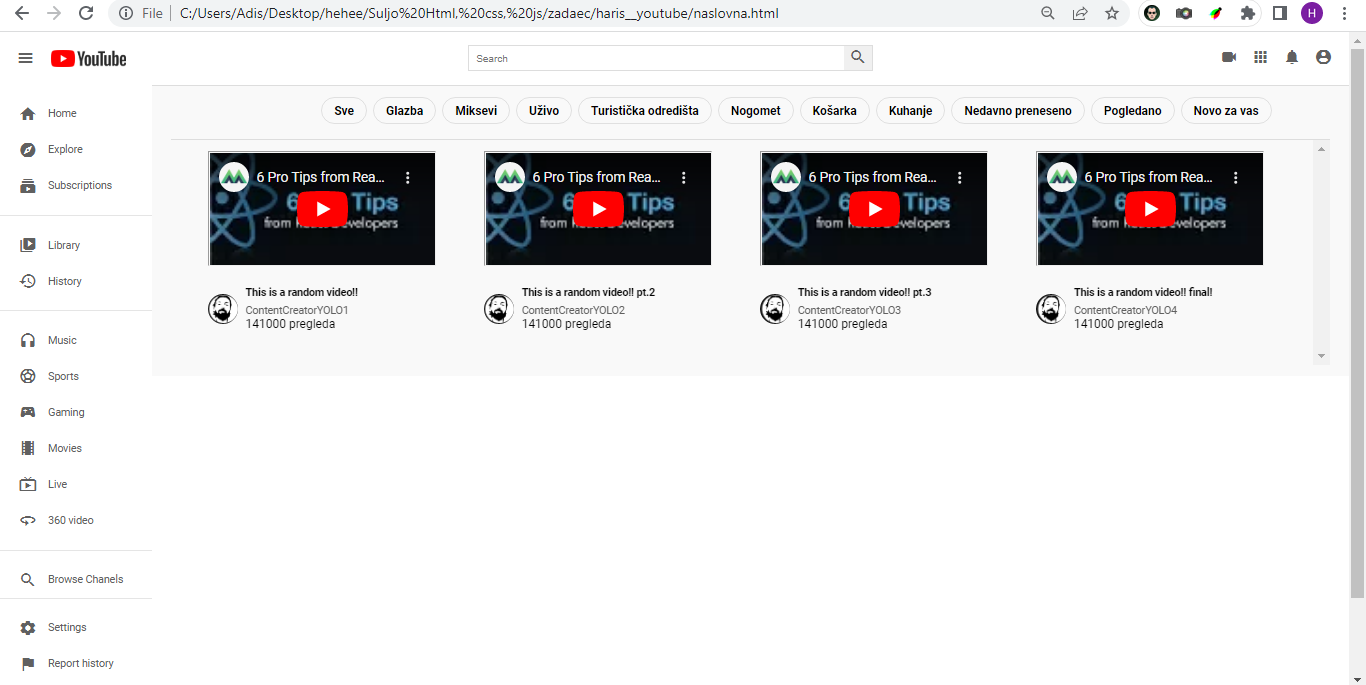 File | C:/Users/Adis/Desktop/hehee/Suljo%20Html,%20css,%20js/zadaec/haris__youtube/naslovna.html
H
YouTube
Search
Home
Explore
Subscriptions
Library
History
Music
Sports
Gaming
Movies
Live
360 video
Browse Chanels
Settings
Report history
Sve Glazba Miksevi Uživo Turistička odredišta Nogomet Košarka Kuhanje Nedavno preneseno Pogledano Novo za vas
6 Pro Tips from Rea...
6 Tips
from Developers
This is a random video!!
ContentCreatorYOLO1
141000 pregleda
6 Pro Tips from Rea...
6 Tips
from Developers
This is a random video!! pt.2
ContentCreatorYOLO2
141000 pregleda
6 Pro Tips from Rea...
6 Tips
from Developers
This is a random video!! pt.3
ContentCreatorYOLO3
141000 pregleda
6 Pro Tips from Rea...
6 Tips
from Developers
This is a random video!! final!
ContentCreatorYOLO4
141000 pregleda